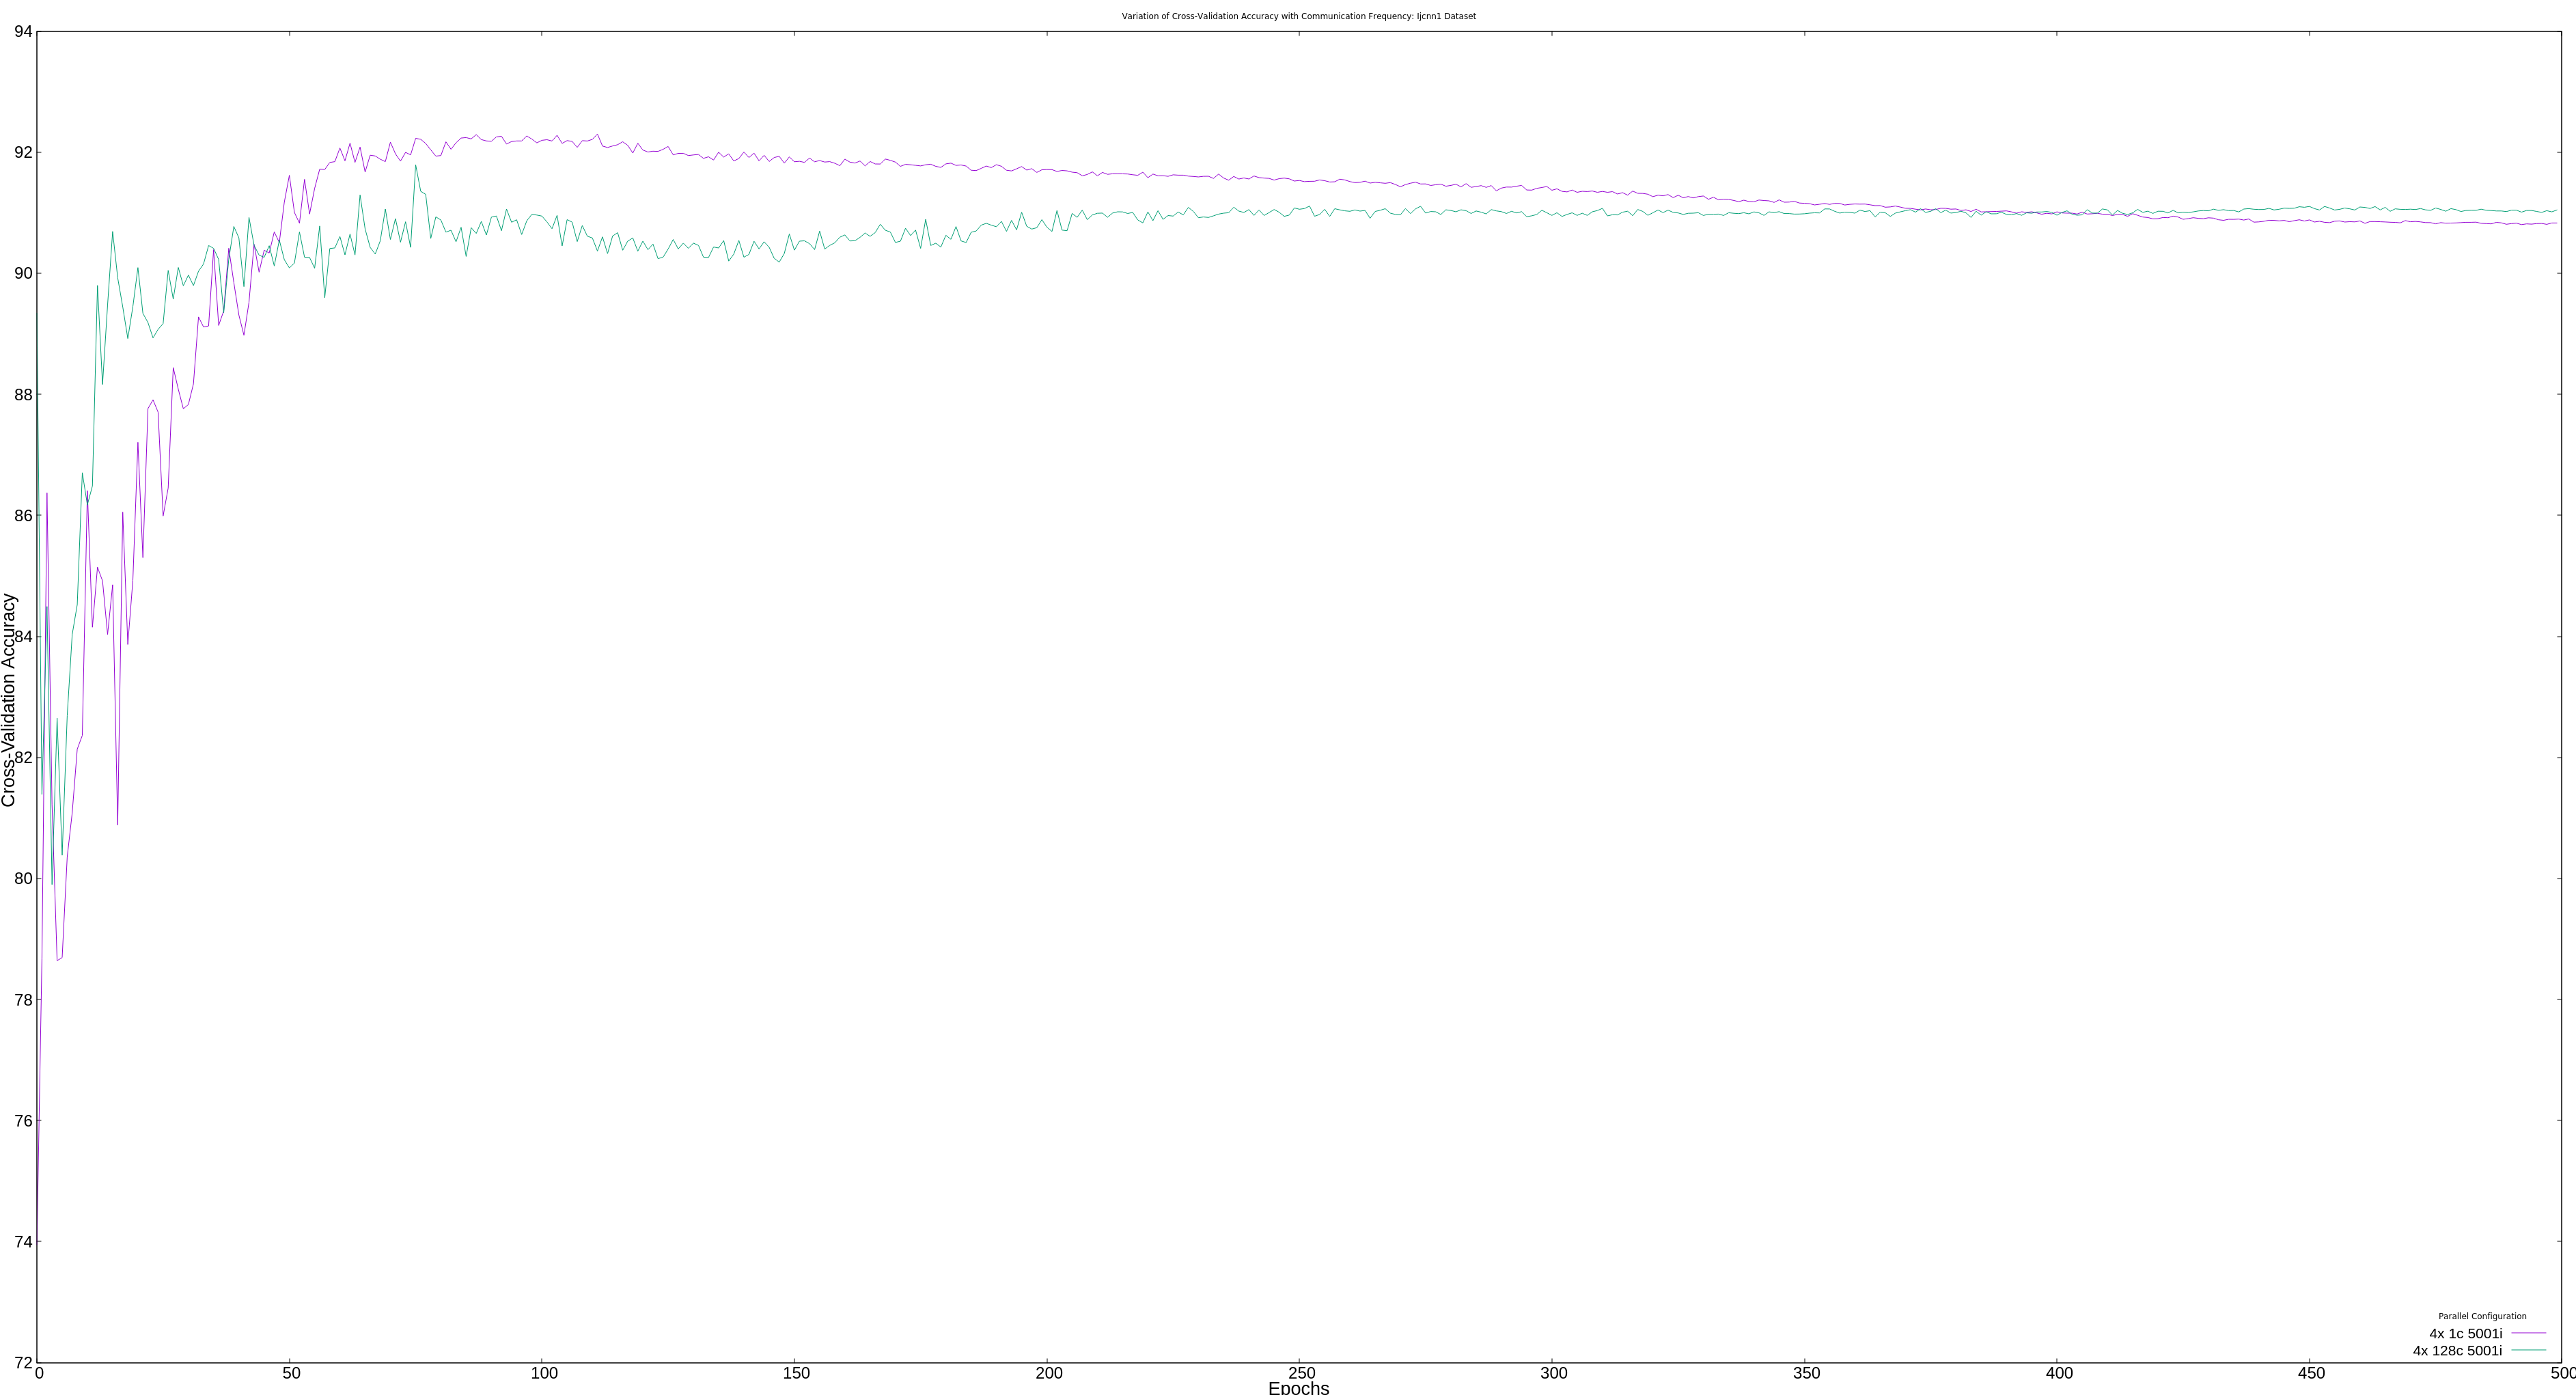 Variation of Cross-Validation Accuracy with Communication Frequency: Ijcnn1 Dataset
94
92
90
88
86
84
82
80
78
76
74
72
Cross-Validation Accuracy
0 50 100 150 200 250 300 350 400 450 500
Epochs
Parallel Configuration
4x 1c 5001i
4x 128c 5001i